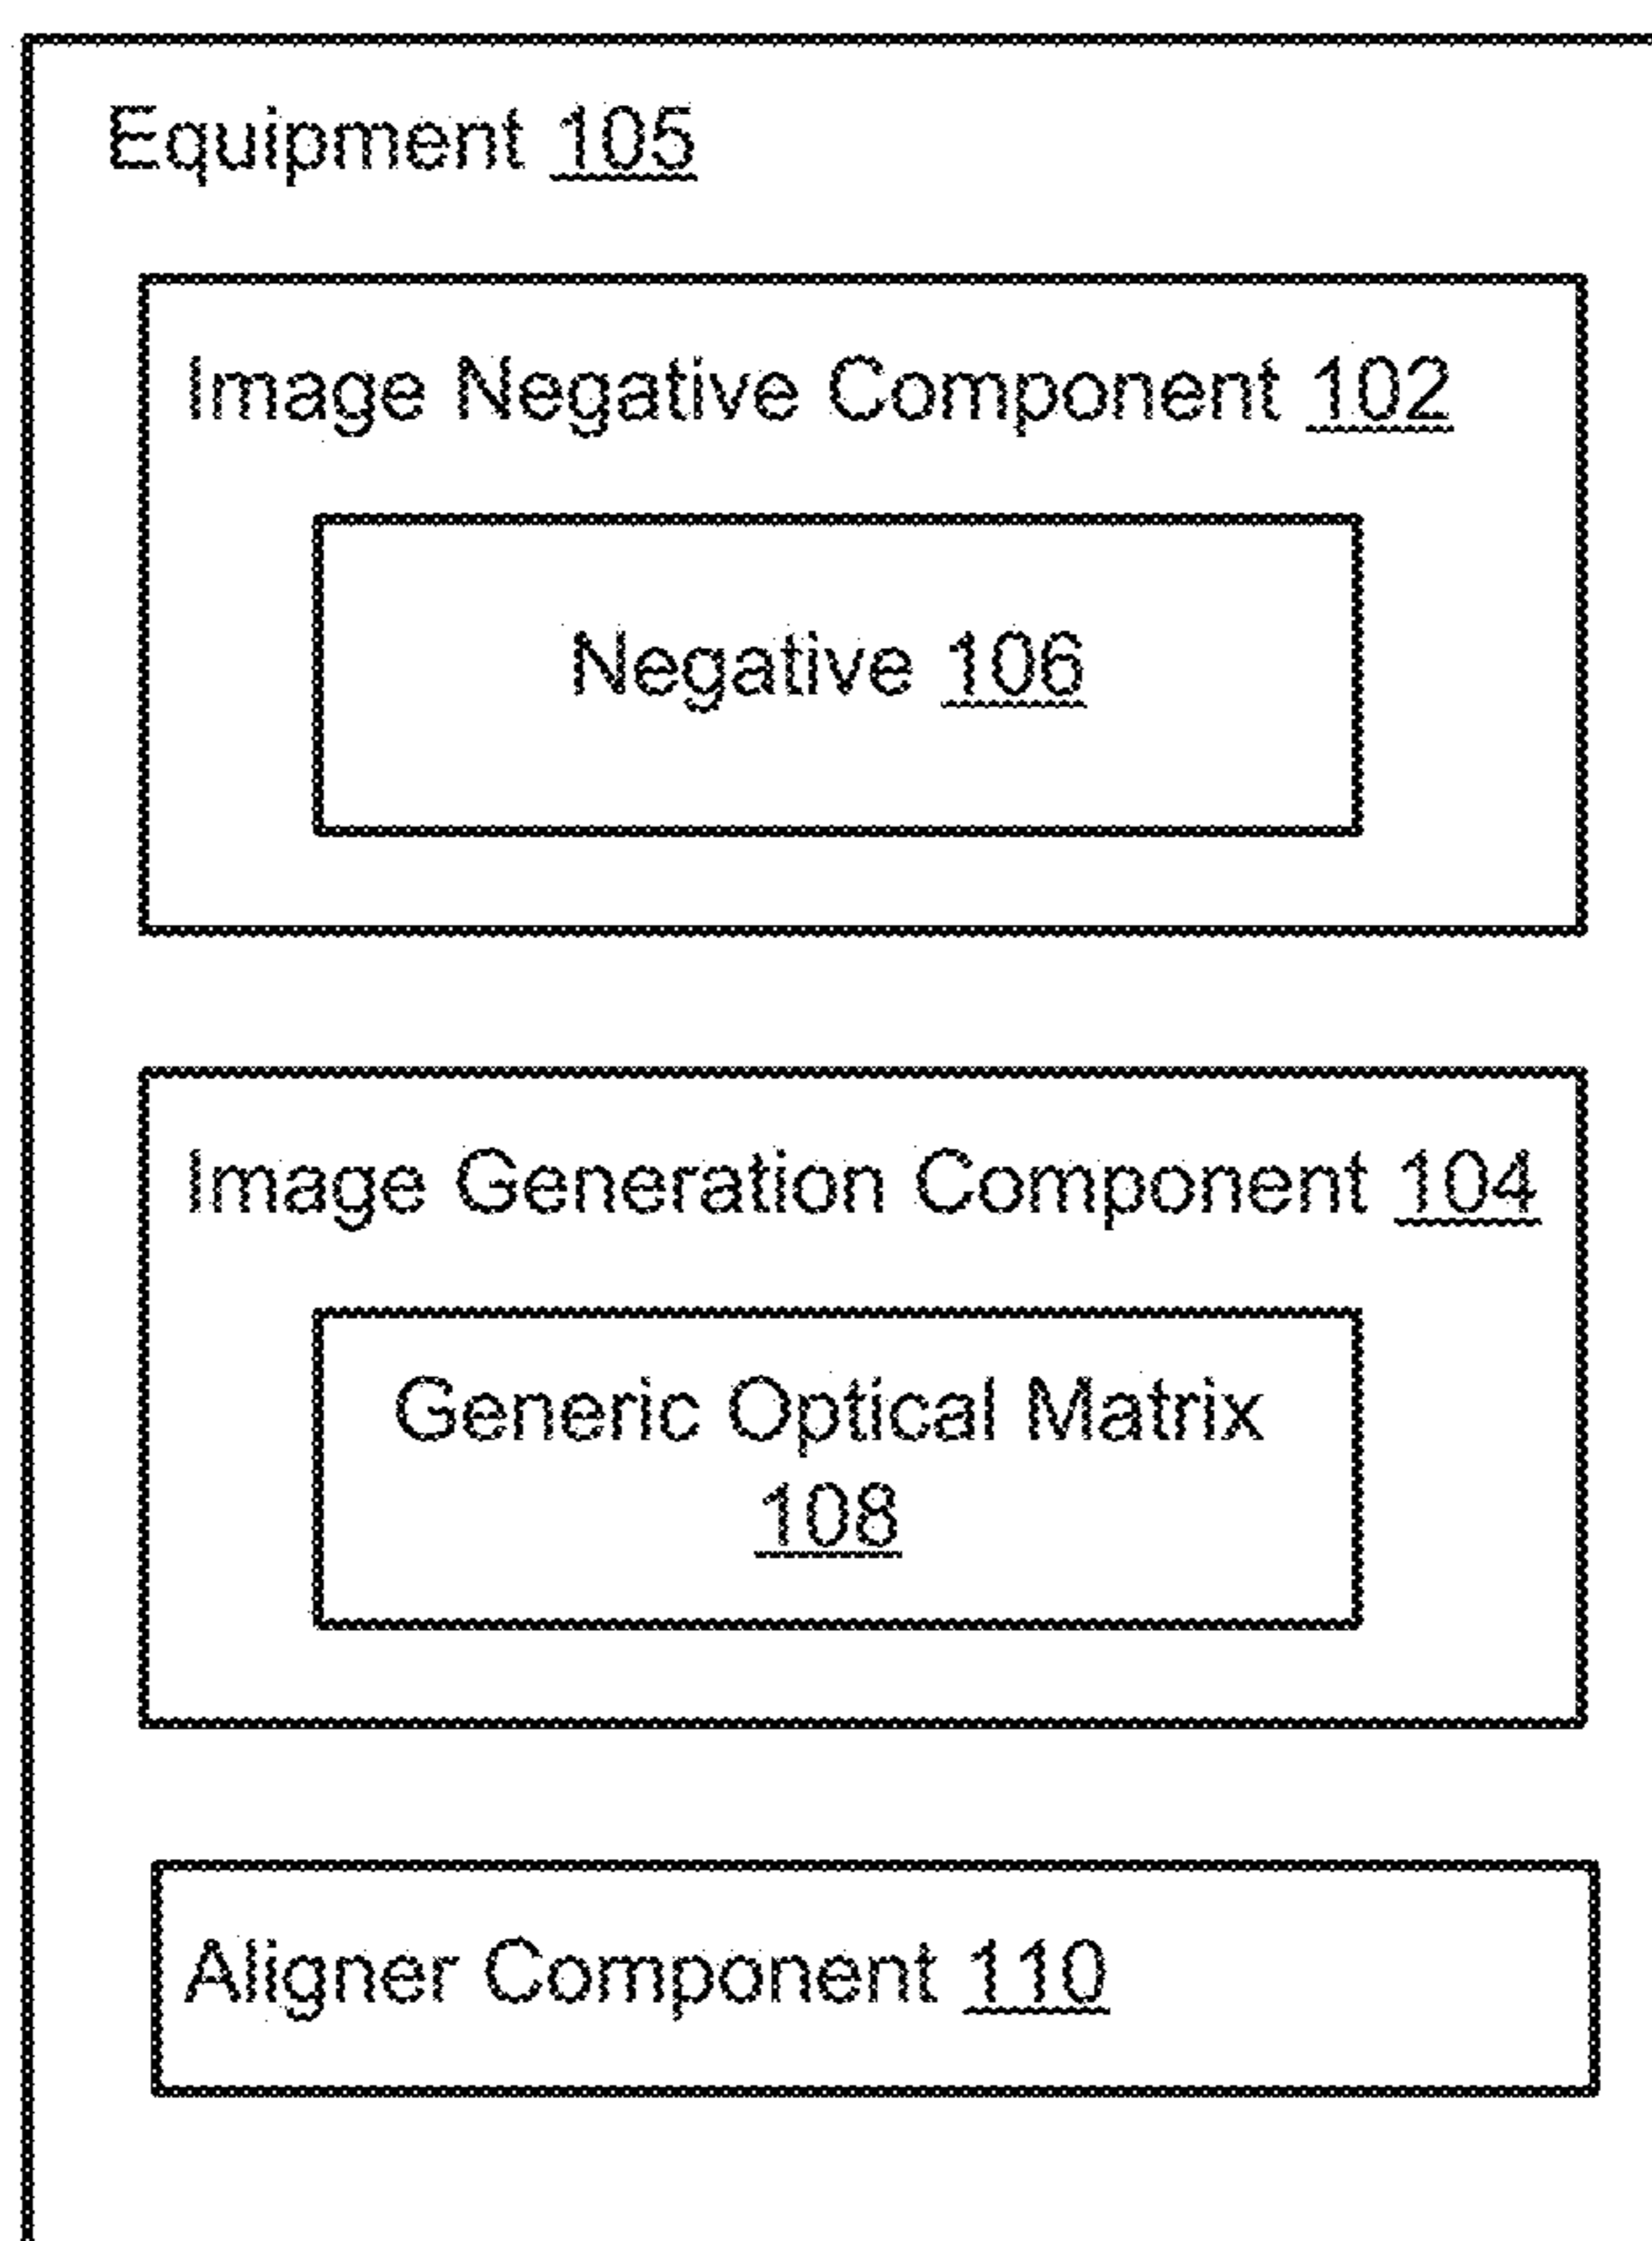 Equipment 105
Image Negative Component 102
Negative 106
Image Generation Component 104
Generic Optical Matrix
108
Aligner Component 110